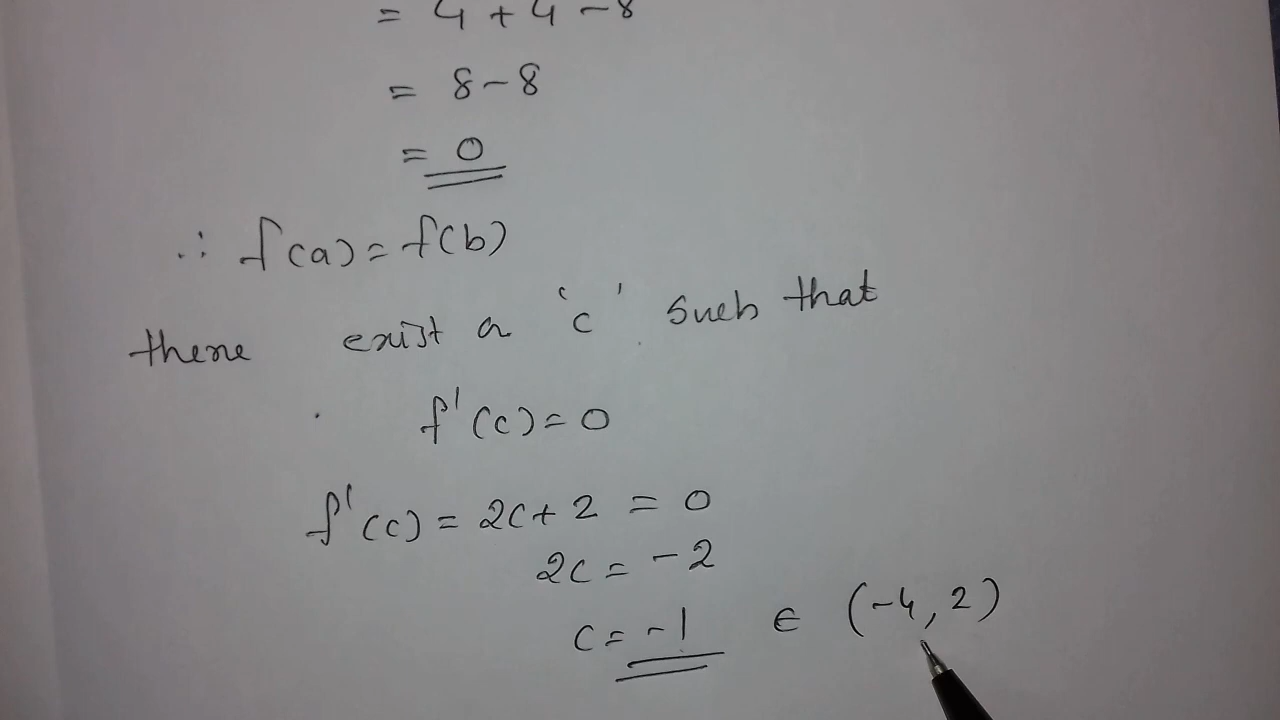 = 4 + 4 - 8
= 8 - 8
= 0
∴ f(a) = f(b)
there exist a 'c' such that
f'(c) = 0
f'(c) = 2c + 2 = 0
2c = -2
c = -1 ∈ (-4, 2)